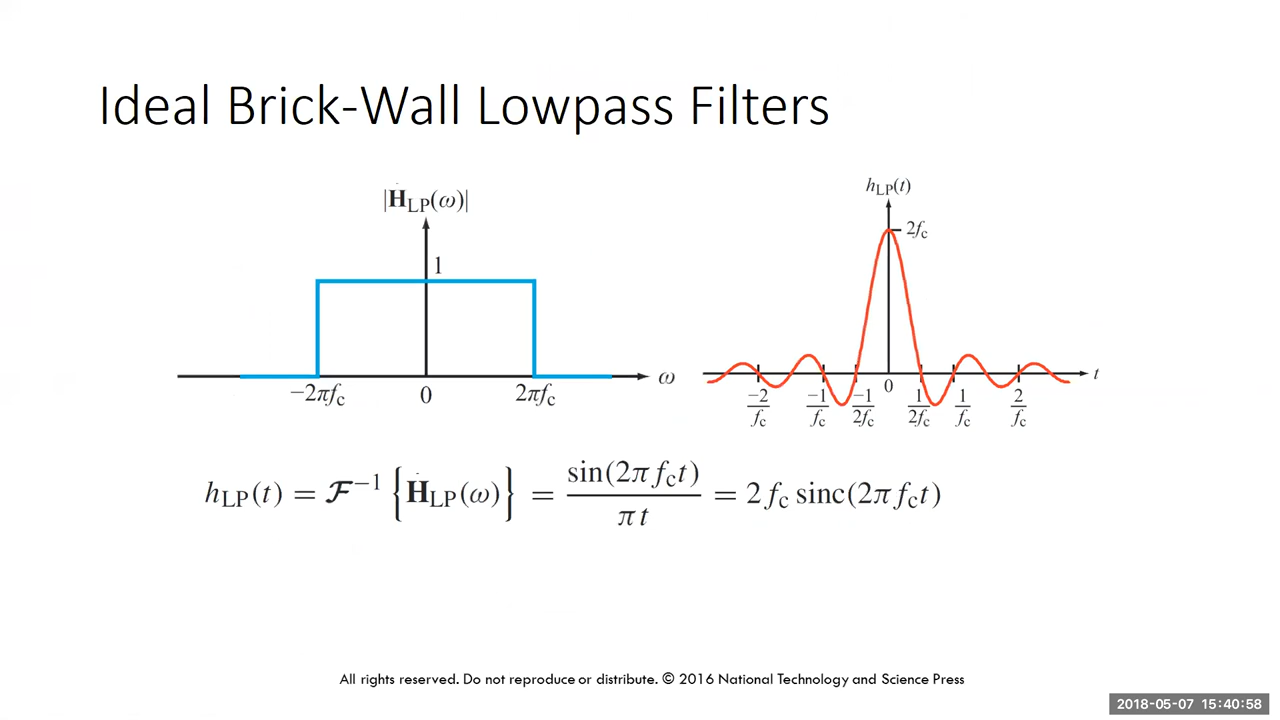 Ideal Brick-Wall Lowpass Filters
|H_LP(ω)|
1
−2πf_c 0 2πf_c ω
h_LP(t)
2f_c
−2/f_c −1/f_c −1/2f_c 0 1/2f_c 1/f_c 2/f_c t
h_LP(t) = 𝓕⁻¹ {H_LP(ω)} = sin(2πf_c t)/πt = 2f_c sinc(2πf_c t)
All rights reserved. Do not reproduce or distribute. © 2016 National Technology and Science Press
2018-05-07 15:40:58